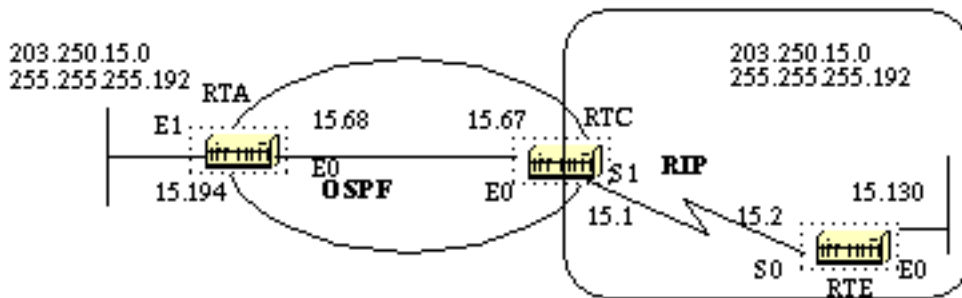 203.250.15.0
255.255.255.192
RTA
E1
15.68
E0
15.194
OSPF
15.67
RTC
E0
S1
RIP
203.250.15.0
255.255.255.192
15.1
15.2
15.130
S0
E0
RTE